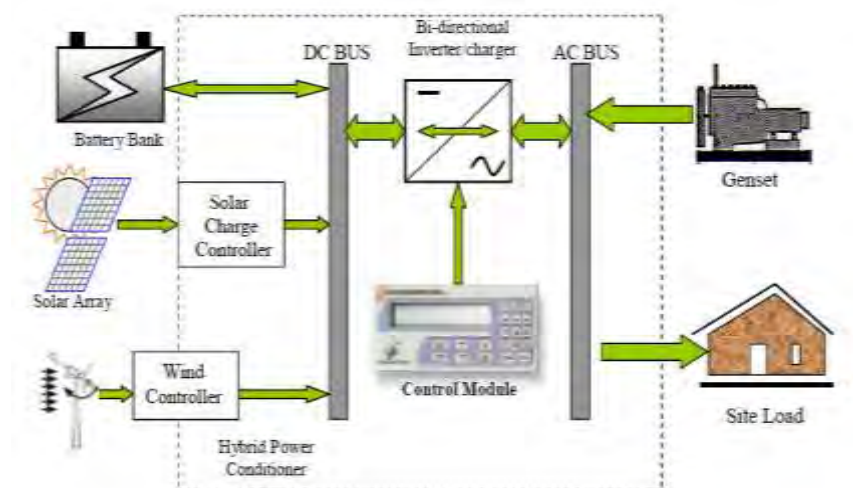 Bi-directional
Inverter/charger
DC BUS
AC BUS
Battery Bank
Genset
Solar
Charge
Controller
Solar Array
Wind
Controller
Control Module
Hybrid Power
Conditioner
Site Load